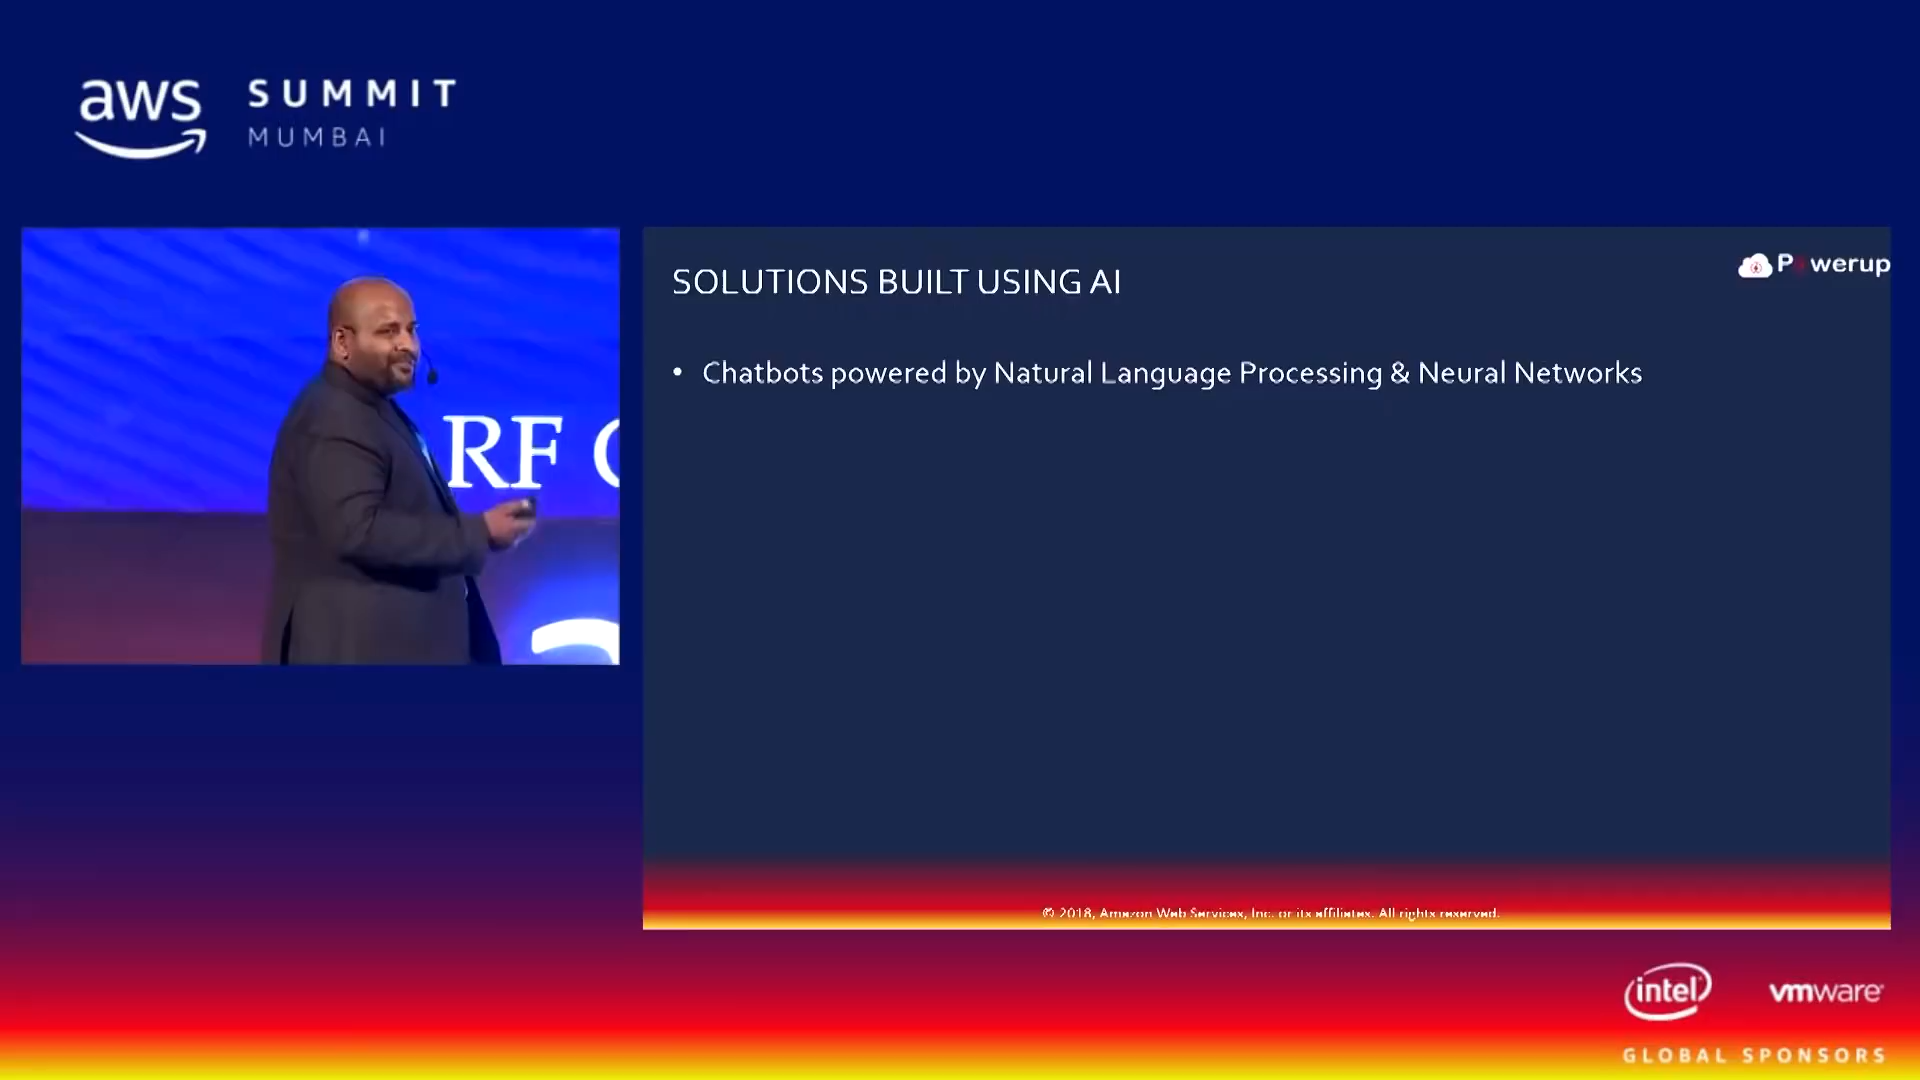 aws SUMMIT
MUMBAI
RF
SOLUTIONS BUILT USING AI
Powerup
• Chatbots powered by Natural Language Processing & Neural Networks
© 2018, Amazon Web Services, Inc. or its affiliates. All rights reserved.
intel
vmware
GLOBAL SPONSORS